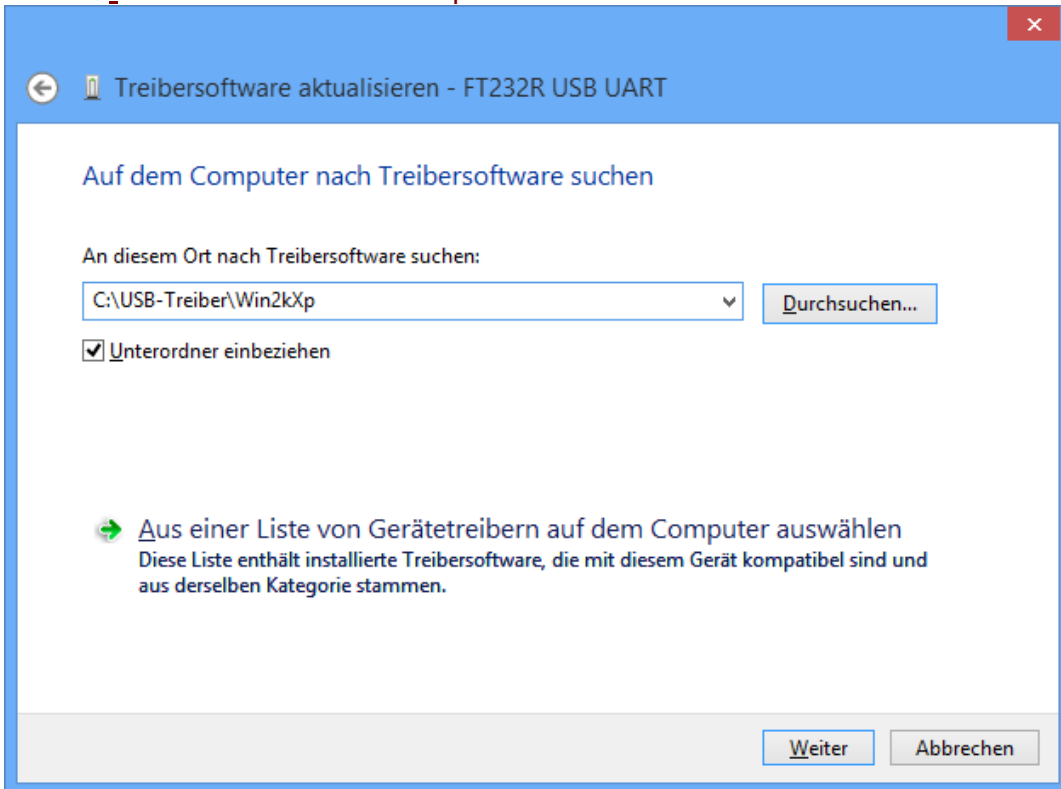 Treibersoftware aktualisieren - FT232R USB UART
Auf dem Computer nach Treibersoftware suchen
An diesem Ort nach Treibersoftware suchen:
C:\USB-Treiber\Win2kXp
Durchsuchen...
Unterordner einbeziehen
Aus einer Liste von Gerätetreibern auf dem Computer auswählen
Diese Liste enthält installierte Treibersoftware, die mit diesem Gerät kompatibel sind und
aus derselben Kategorie stammen.
Weiter
Abbrechen